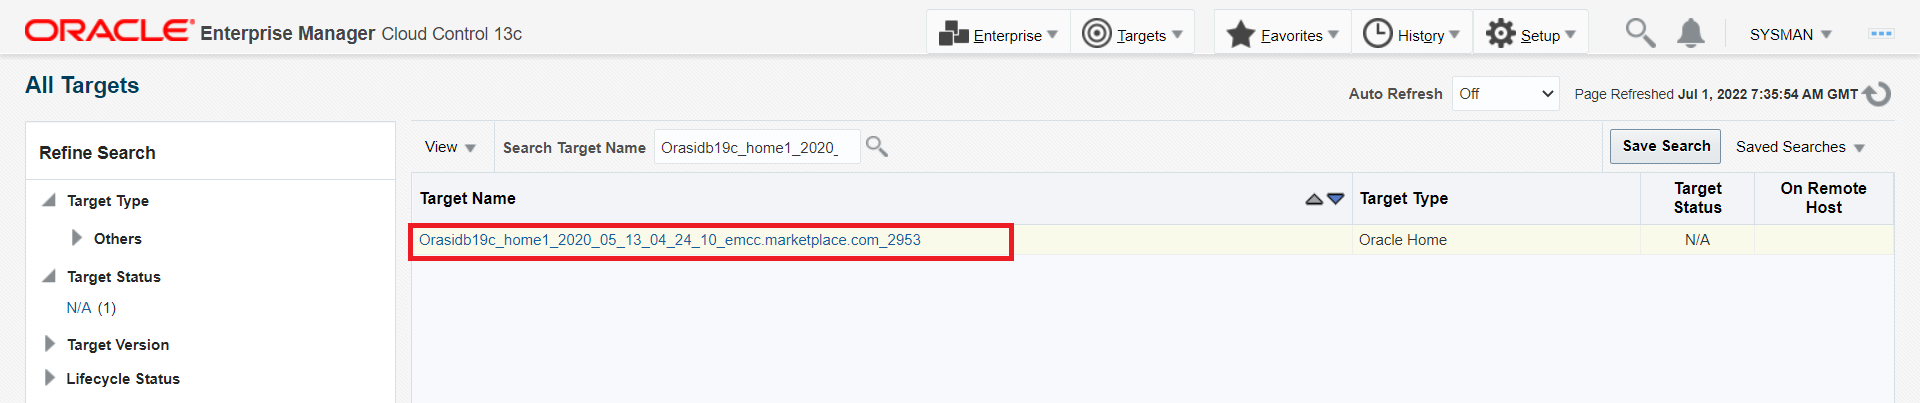 ORACLE Enterprise Manager Cloud Control 13c
Enterprise
Targets
Favorites
History
Setup
SYSMAN
All Targets
Auto Refresh Off Page Refreshed Jul 1, 2022 7:35:54 AM GMT
Refine Search
Target Type
Others
Target Status
N/A (1)
Target Version
Lifecycle Status
View
Search Target Name Orasidb19c_home1_2020_
Save Search
Saved Searches
Target Name
Target Type
Target Status
On Remote Host
Orasidb19c_home1_2020_05_13_04_24_10_emcc.marketplace.com_2953
Oracle Home
N/A